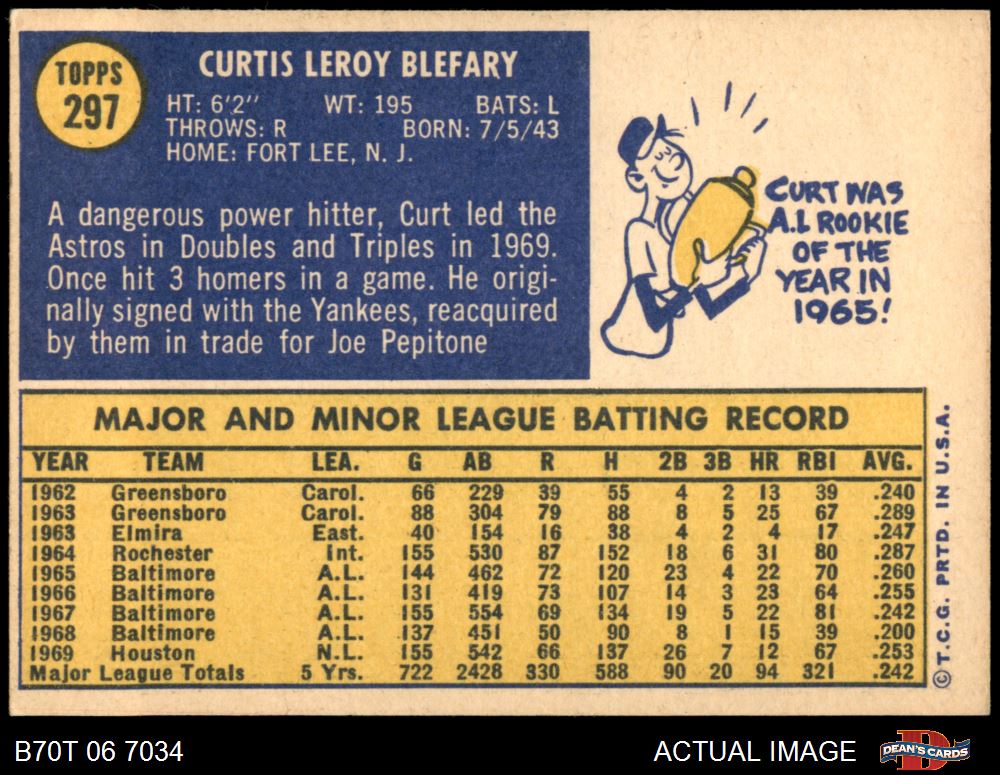 TOPPS
297
CURTIS LEROY BLEFARY
HT: 6'2" WT: 195 BATS: L
THROWS: R BORN: 7/5/43
HOME: FORT LEE, N. J.
A dangerous power hitter, Curt led the
Astros in Doubles and Triples in 1969.
Once hit 3 homers in a game. He origi-
nally signed with the Yankees, reacquired
by them in trade for Joe Pepitone
CURT WAS
A.L ROOKIE
OF THE
YEAR IN
1965!
MAJOR AND MINOR LEAGUE BATTING RECORD
YEAR TEAM LEA. G AB R H 2B 3B HR RBI AVG.
1962 Greensboro Carol. 66 229 39 55 4 2 13 39 .240
1963 Greensboro Carol. 88 304 79 88 8 5 25 67 .289
1963 Elmira East. 40 154 16 38 4 2 4 17 .247
1964 Rochester Int. 155 530 87 152 18 6 31 80 .287
1965 Baltimore A.L. 144 462 72 120 23 4 22 70 .260
1966 Baltimore A.L. 131 419 73 107 14 3 23 64 .255
1967 Baltimore A.L. 155 554 69 134 19 5 22 81 .242
1968 Baltimore A.L. 137 451 50 90 8 1 15 39 .200
1969 Houston N.L. 155 542 66 137 26 7 12 67 .253
Major League Totals 5 Yrs. 722 2428 330 588 90 20 94 321 .242
©T.C.G. PRTD. IN U.S.A.
B70T 06 7034
ACTUAL IMAGE
D
DEAN'S CARDS